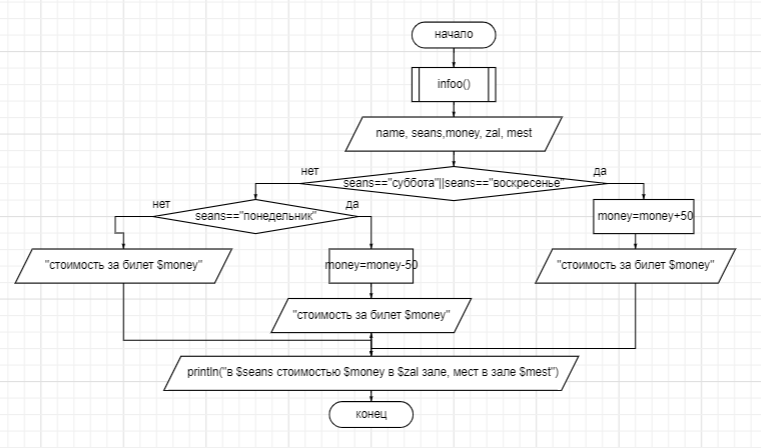 начало
infoo()
name, seans,money, zal, mest
нет
да
seans=="суббота"||seans=="воскресенье"
нет
да
seans=="понедельник"
money=money+50
"стоимость за билет $money"
money=money-50
"стоимость за билет $money"
"стоимость за билет $money"
println("в $seans стоимостью $money в $zal зале, мест в зале $mest")
конец